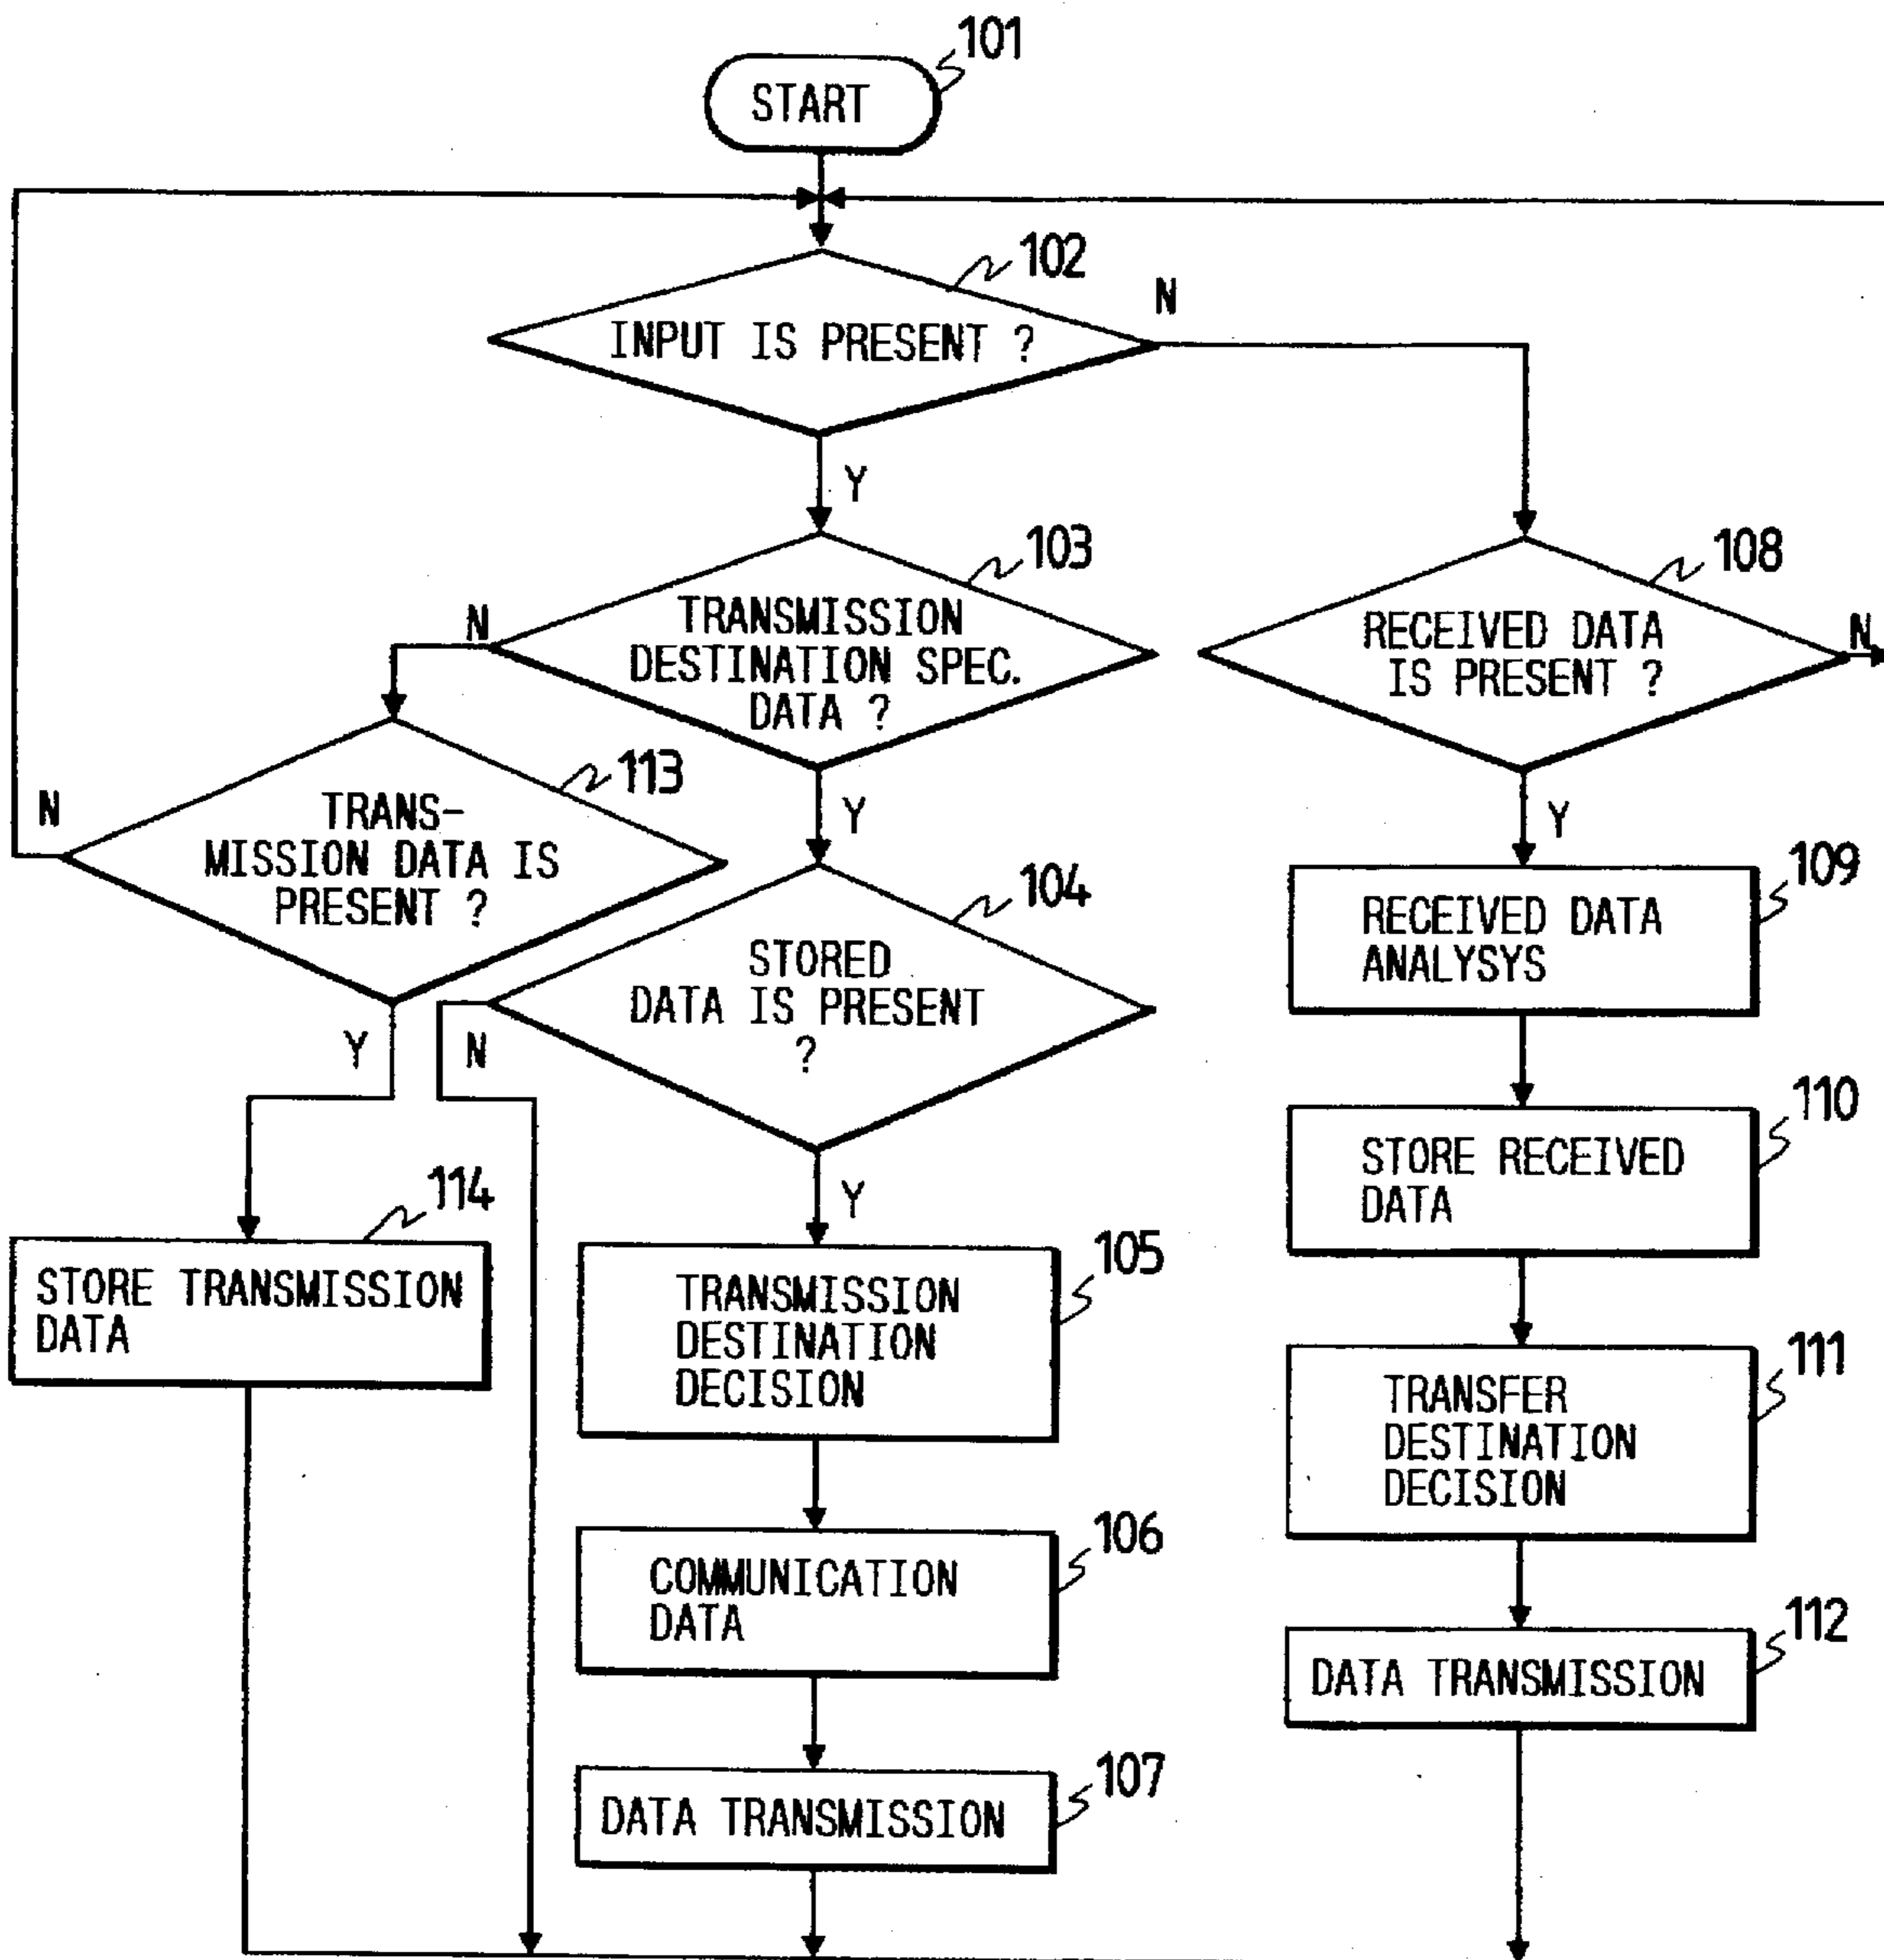 101
START
102
N
INPUT IS PRESENT ?
Y
103
N
TRANSMISSION
DESTINATION SPEC.
DATA ?
108
RECEIVED DATA
IS PRESENT ?
N
113
N
TRANS-
MISSION DATA IS
PRESENT ?
Y
Y
104
STORED
DATA IS PRESENT
?
109
RECEIVED DATA
ANALYSYS
Y
N
110
STORE RECEIVED
DATA
114
STORE TRANSMISSION
DATA
Y
105
TRANSMISSION
DESTINATION
DECISION
111
TRANSFER
DESTINATION
DECISION
106
COMMUNICATION
DATA
112
DATA TRANSMISSION
107
DATA TRANSMISSION